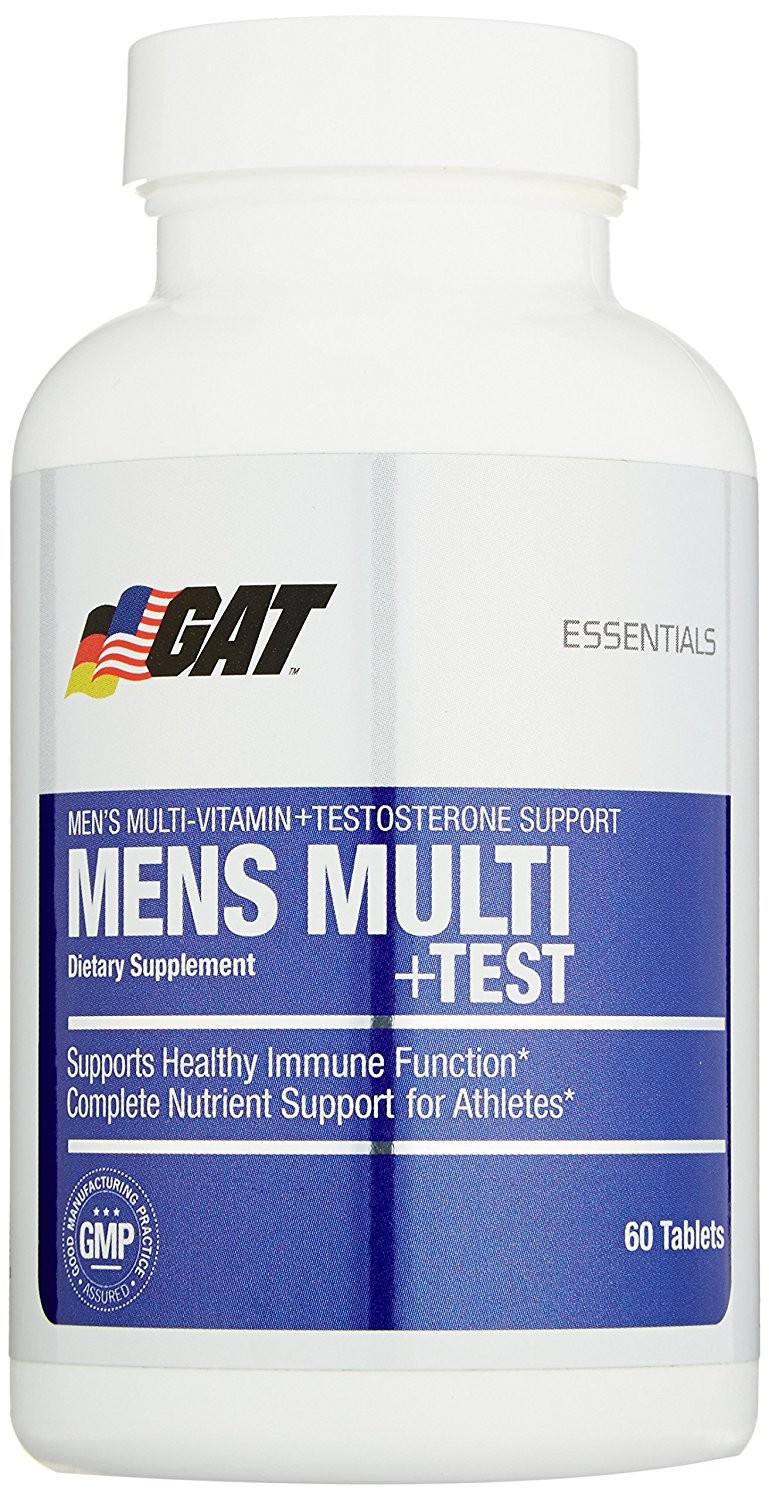 GAT™
ESSENTIALS
MEN'S MULTI-VITAMIN+TESTOSTERONE SUPPORT
MENS MULTI
+TEST
Dietary Supplement
Supports Healthy Immune Function*
Complete Nutrient Support for Athletes*
GOOD MANUFACTURING PRACTICE
GMP
ASSURED
60 Tablets